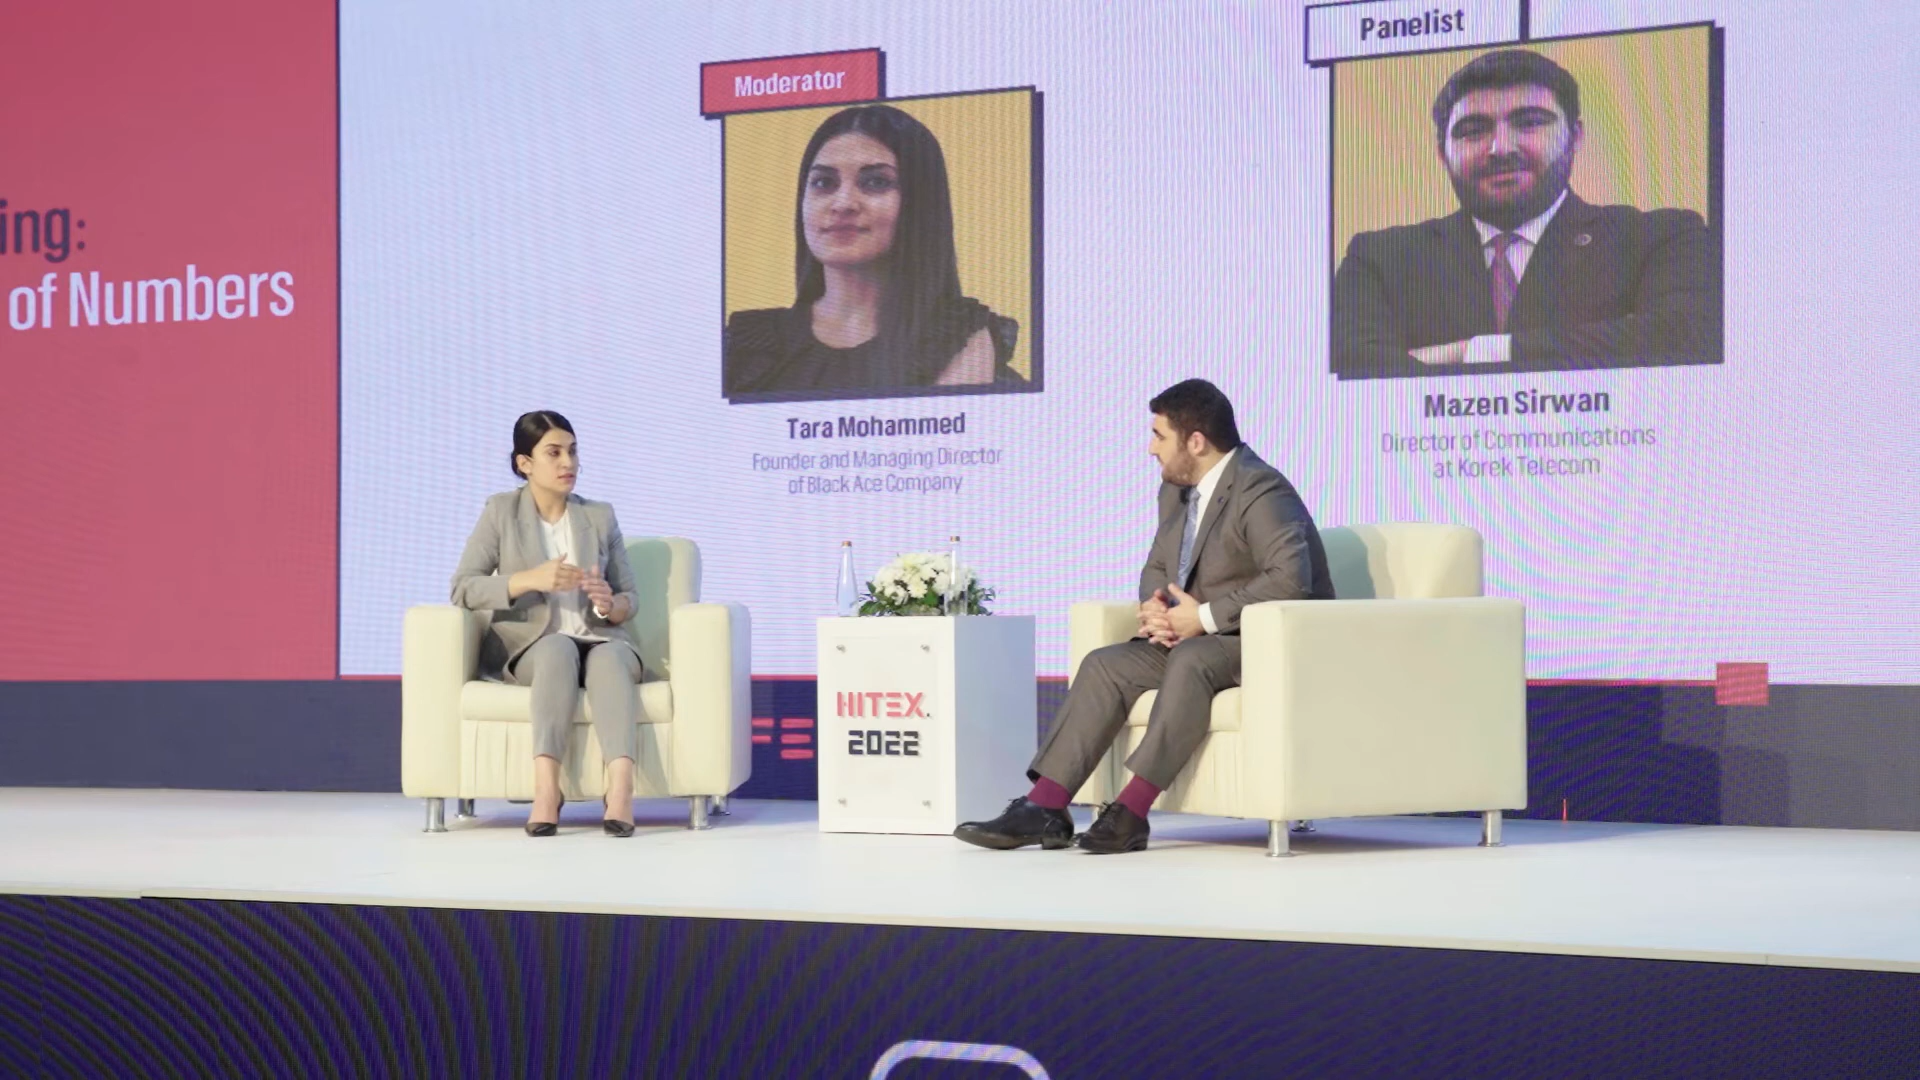 ing:
of Numbers
Moderator
Tara Mohammed
Founder and Managing Director
of Black Ace Company
Panelist
Mazen Sirwan
Director of Communications
at Korek Telecom
HITEX.
2022
FE